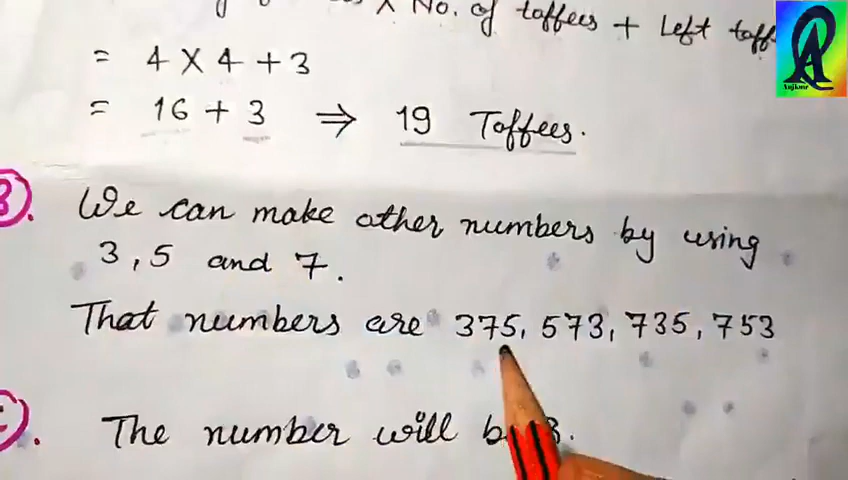 X No. of toffees + Left toff
= 4 X 4 + 3
= 16 + 3 ⇒ 19 Toffees.
We can make other numbers by using
3, 5 and 7.
That numbers are 375, 573, 735, 753
The number will 3.